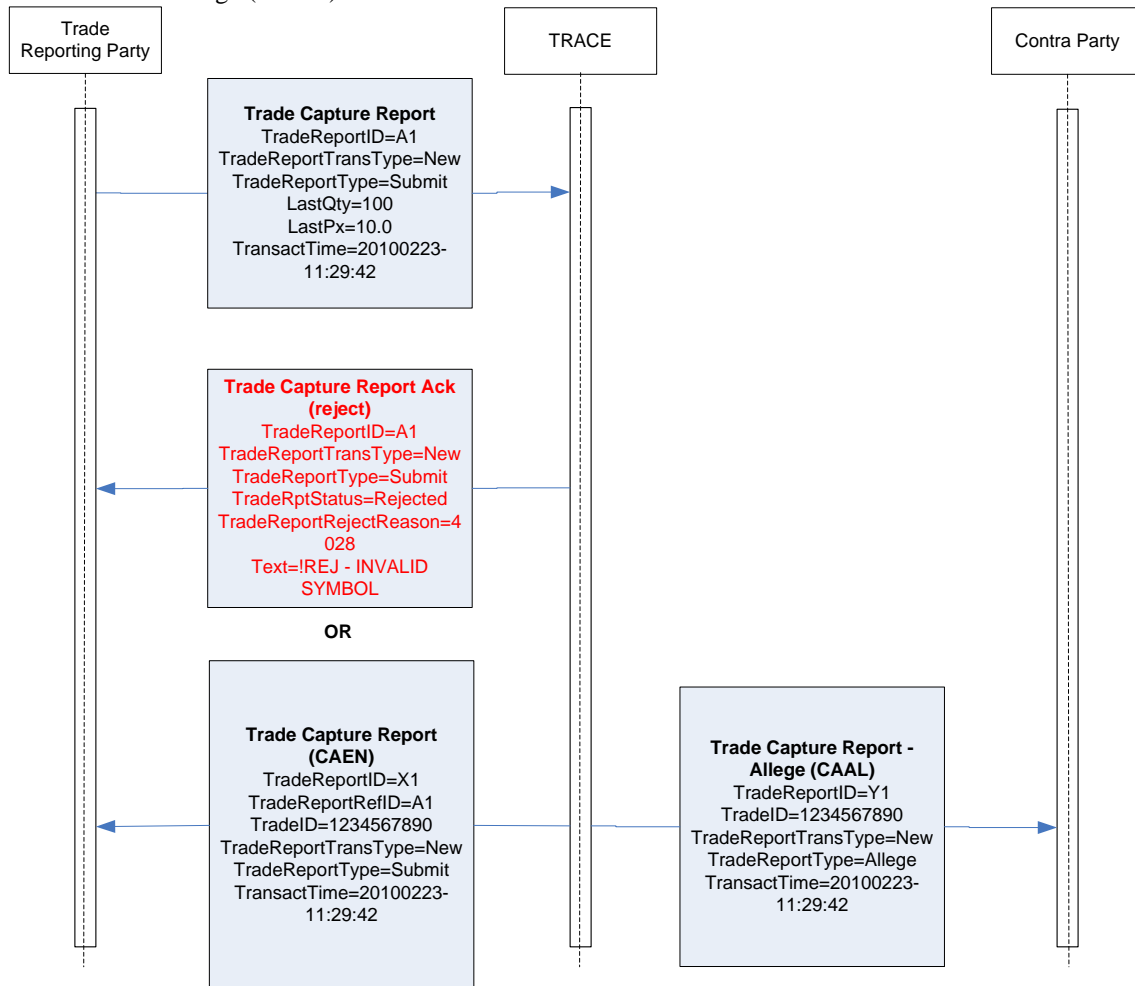 Trade
Reporting Party
TRACE
Contra Party
Trade Capture Report
TradeReportID=A1
TradeReportTransType=New
TradeReportType=Submit
LastQty=100
LastPx=10.0
TransactTime=20100223-
11:29:42
Trade Capture Report Ack
(reject)
TradeReportID=A1
TradeReportTransType=New
TradeReportType=Submit
TradeRptStatus=Rejected
TradeReportRejectReason=4
028
Text=!REJ - INVALID
SYMBOL
OR
Trade Capture Report
(CAEN)
TradeReportID=X1
TradeReportRefID=A1
TradeID=1234567890
TradeReportTransType=New
TradeReportType=Submit
TransactTime=20100223-
11:29:42
Trade Capture Report -
Allege (CAAL)
TradeReportID=Y1
TradeID=1234567890
TradeReportTransType=New
TradeReportType=Allege
TransactTime=20100223-
11:29:42